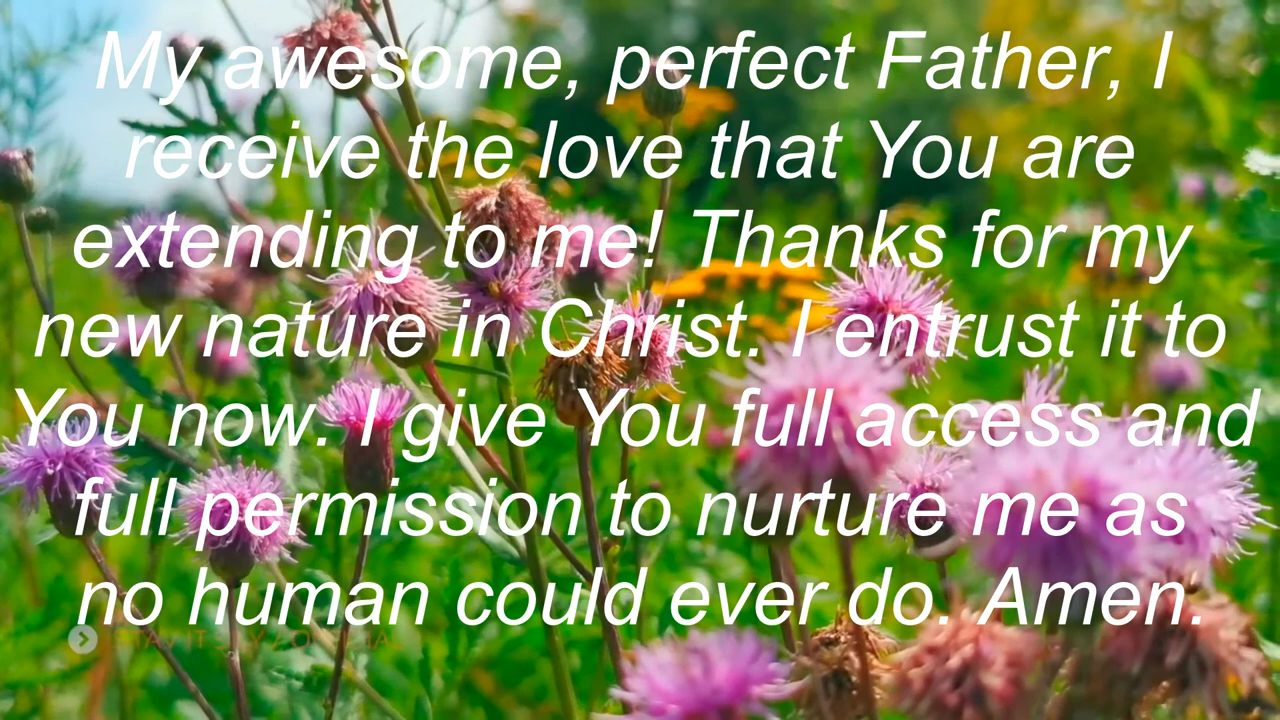 My awesome, perfect Father, I
receive the love that You are
extending to me! Thanks for my
new nature in Christ. I entrust it to
You now. I give You full access and
full permission to nurture me as
no human could ever do. Amen.